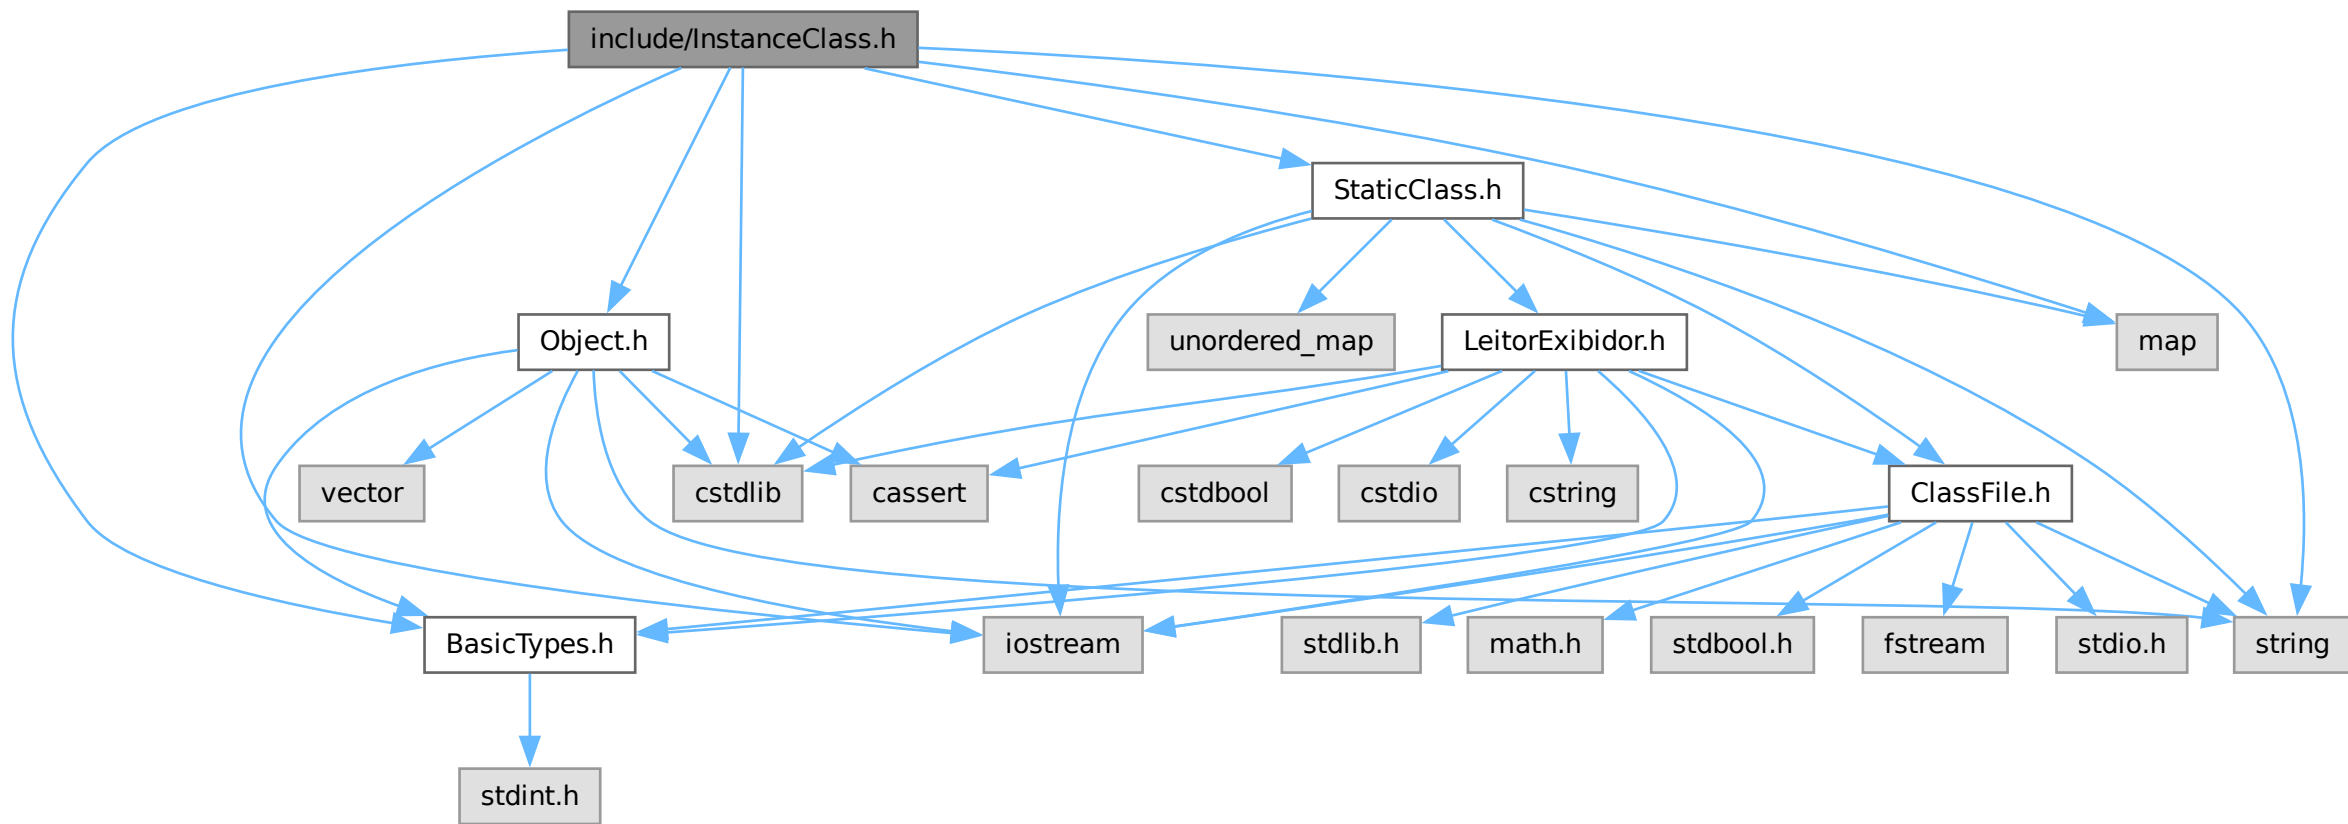 include/InstanceClass.h
StaticClass.h
Object.h
unordered_map
LeitorExibidor.h
map
vector
cstdlib
cassert
cstdbool
cstdio
cstring
ClassFile.h
BasicTypes.h
iostream
stdlib.h
math.h
stdbool.h
fstream
stdio.h
string
stdint.h